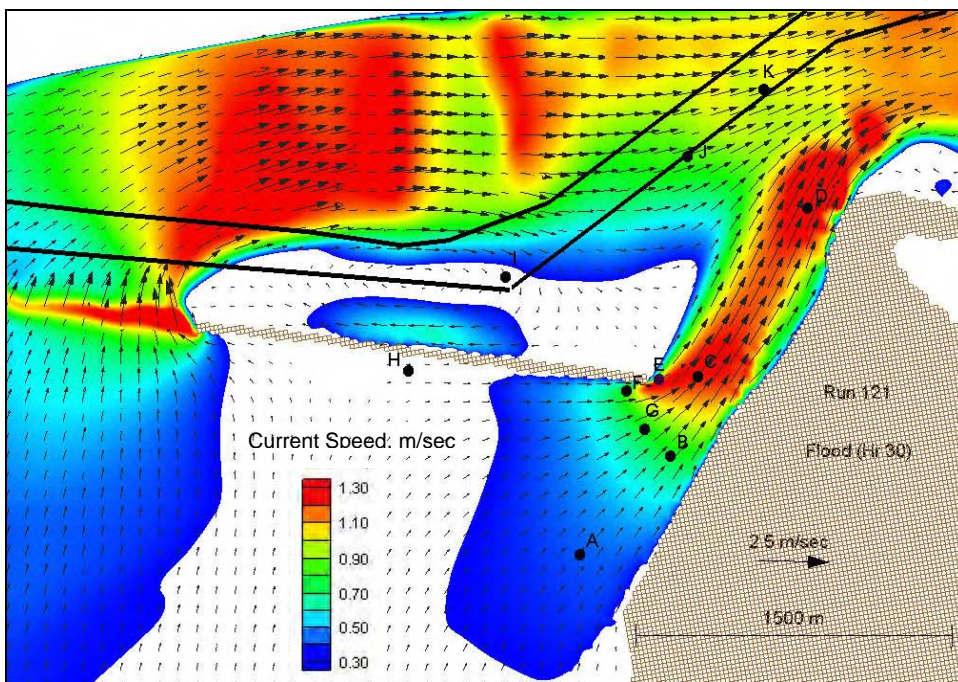 K
J
D
I
H
E
C
F
G
B
A
Run 121
Flood (Hr 30)
Current Speed, m/sec
1.30
1.10
0.90
0.70
0.50
0.30
2.5 m/sec
1500 m